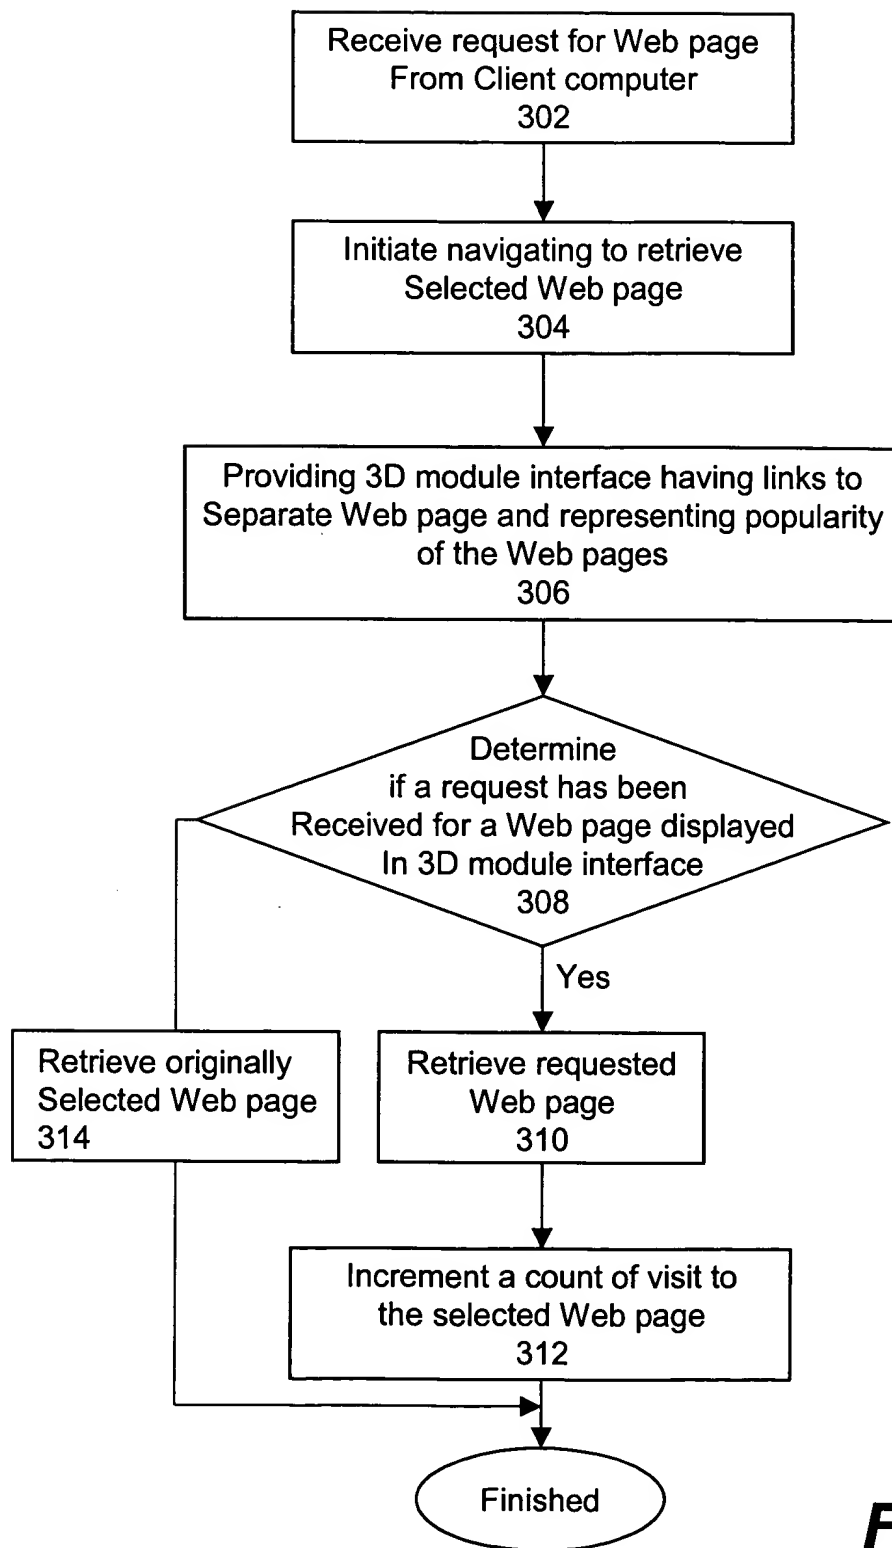 Receive request for Web page
From Client computer
302
Initiate navigating to retrieve
Selected Web page
304
Providing 3D module interface having links to
Separate Web page and representing popularity
of the Web pages
306
Determine
if a request has been
Received for a Web page displayed
In 3D module interface
308
Yes
Retrieve originally
Selected Web page
314
Retrieve requested
Web page
310
Increment a count of visit to
the selected Web page
312
Finished
F